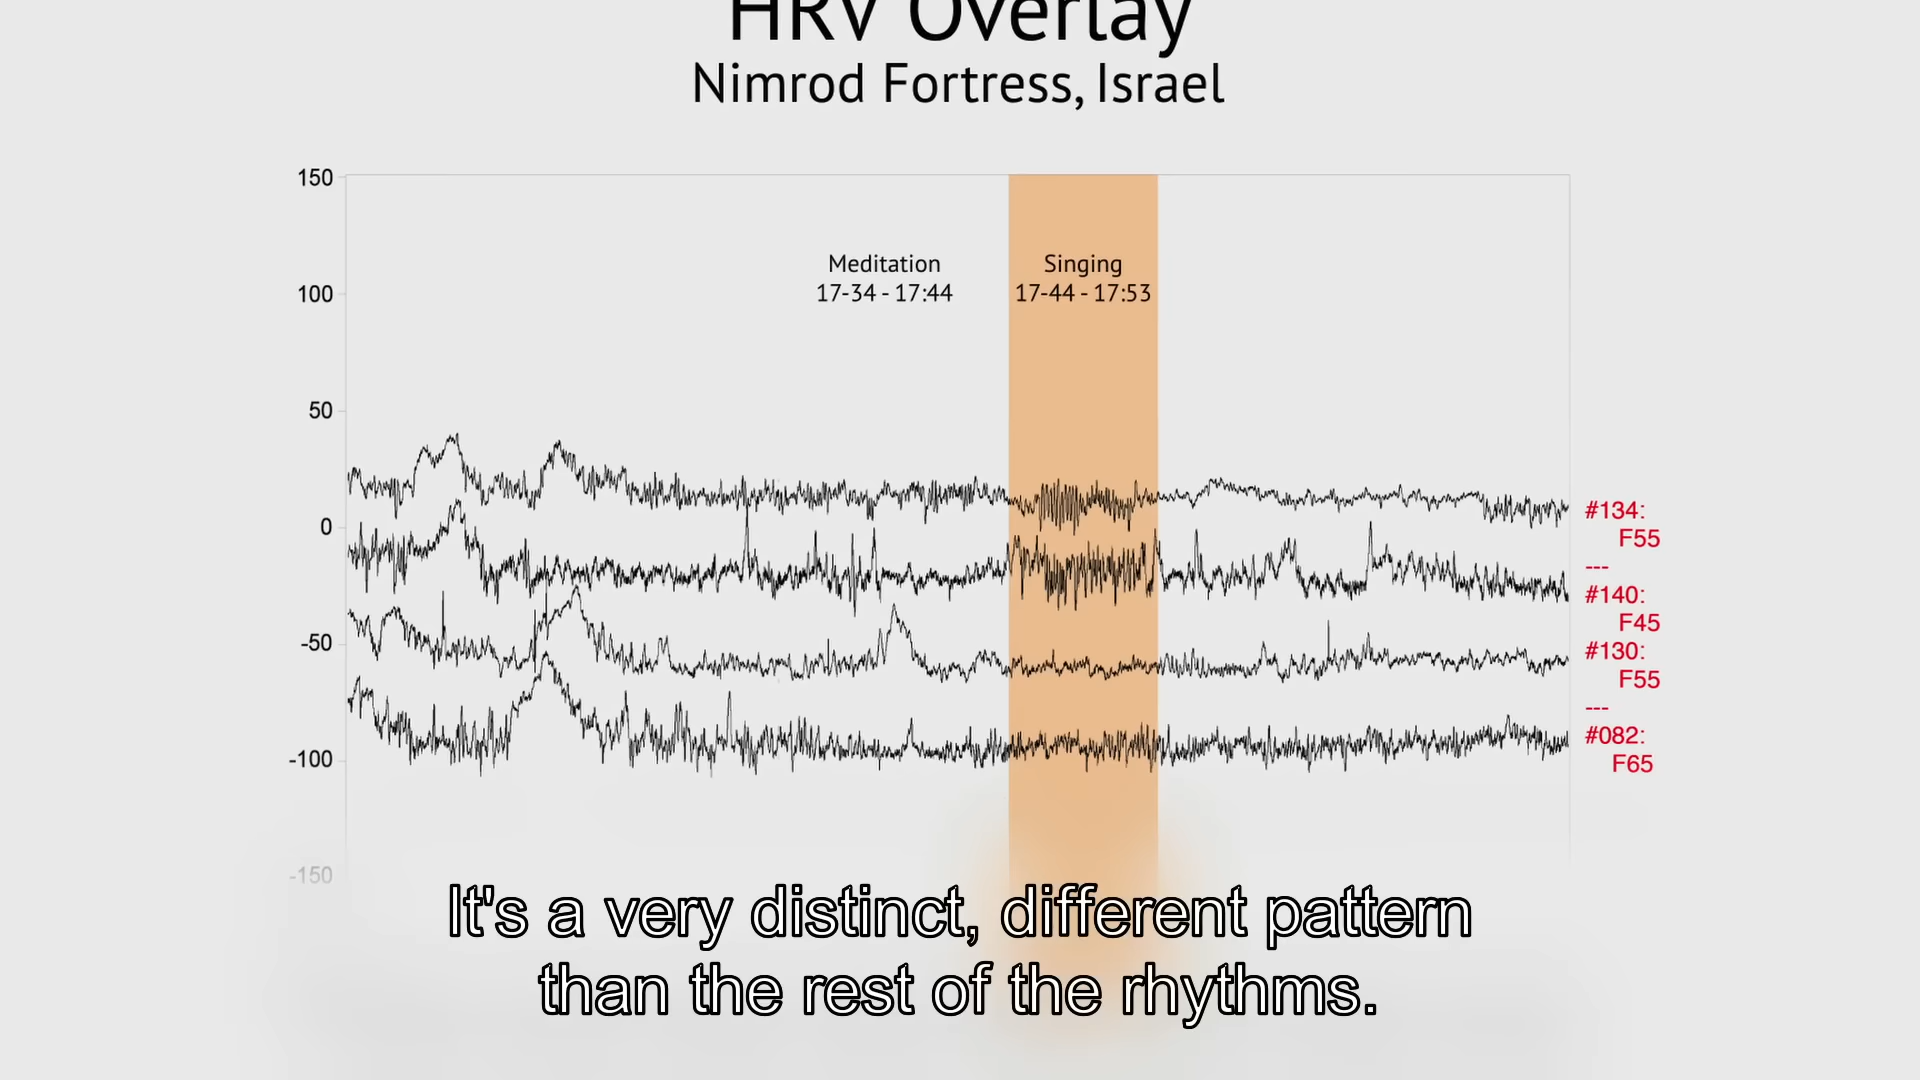 HRV Overlay
Nimrod Fortress, Israel
150
100
50
0
-50
-100
-150
Meditation
17-34 - 17:44
Singing
17-44 - 17:53
#134:
F55
---
#140:
F45
#130:
F55
---
#082:
F65
It's a very distinct, different pattern
than the rest of the rhythms.